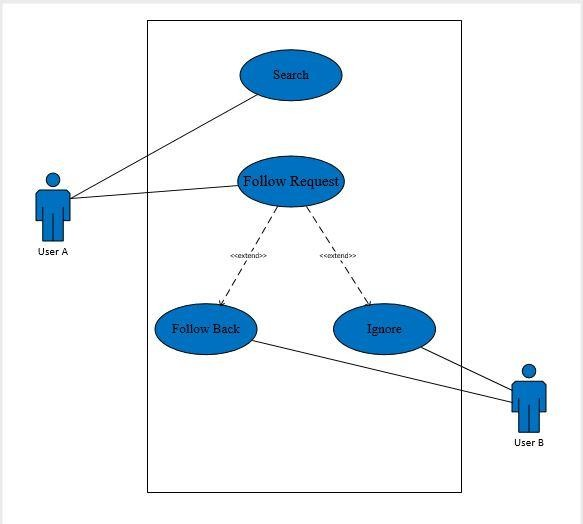 Search
Follow Request
User A
<<extend>>
<<extend>>
Follow Back
Ignore
User B